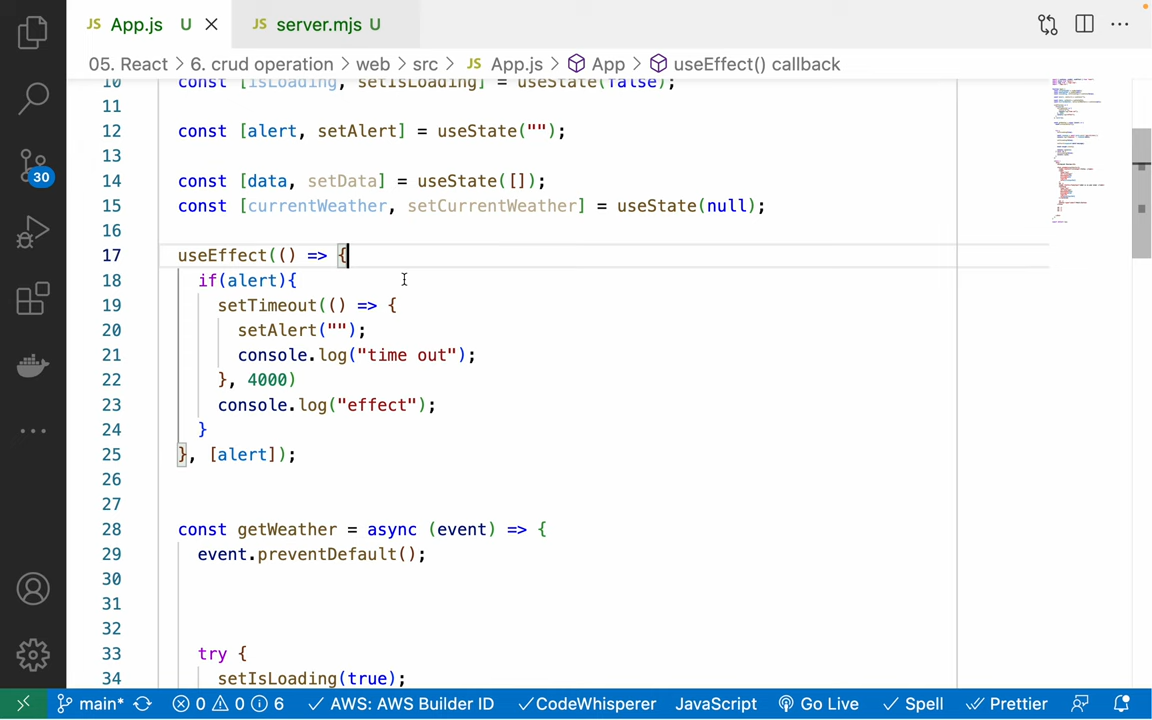 JS App.js U
JS server.mjs U
05. React > 6. crud operation > web > src > JS App.js > App > useEffect() callback
30
10 const [isLoading, setIsLoading] = useState(false);
11
12 const [alert, setAlert] = useState("");
13
14 const [data, setData] = useState([]);
15 const [currentWeather, setCurrentWeather] = useState(null);
16
17 useEffect(() => {
18 if(alert){
19 setTimeout(() => {
20 setAlert("");
21 console.log("time out");
22 }, 4000)
23 console.log("effect");
24 }
25 }, [alert]);
26
27
28 const getWeather = async (event) => {
29 event.preventDefault();
30
31
32
33 try {
34 setIsLoading(true);
main* 0 0 6 AWS: AWS Builder ID CodeWhisperer JavaScript Go Live Spell Prettier